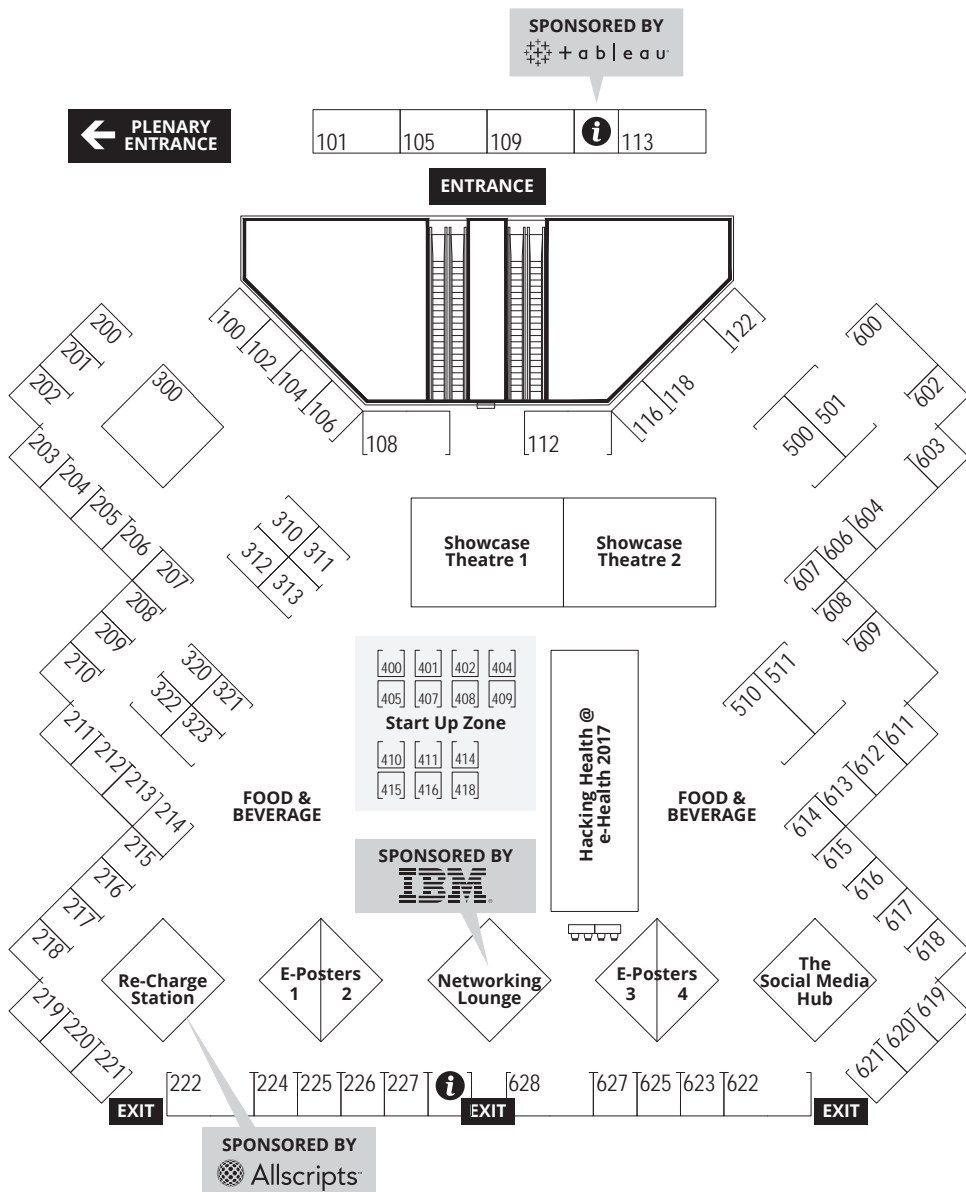 SPONSORED BY
+ a b | e a u
PLENARY
ENTRANCE
101
105
109
i
113
ENTRANCE
100
102
104
106
108
112
116
118
122
200
201
202
300
203
204
205
206
207
208
209
210
310
311
312
313
320
321
322
323
211
212
213
214
215
216
217
218
219
220
221
Showcase
Theatre 1
Showcase
Theatre 2
400
401
402
404
405
407
408
409
Start Up Zone
410
411
414
415
416
418
Hacking Health @
e-Health 2017
500
501
510
511
600
602
603
604
606
607
608
609
611
612
613
614
615
616
617
618
619
620
621
FOOD &
BEVERAGE
FOOD &
BEVERAGE
SPONSORED BY
IBM
Re-Charge
Station
E-Posters
1 2
Networking
Lounge
E-Posters
3 4
The
Social Media
Hub
222
224
225
226
227
i
628
627
625
623
622
EXIT
EXIT
EXIT
SPONSORED BY
Allscripts